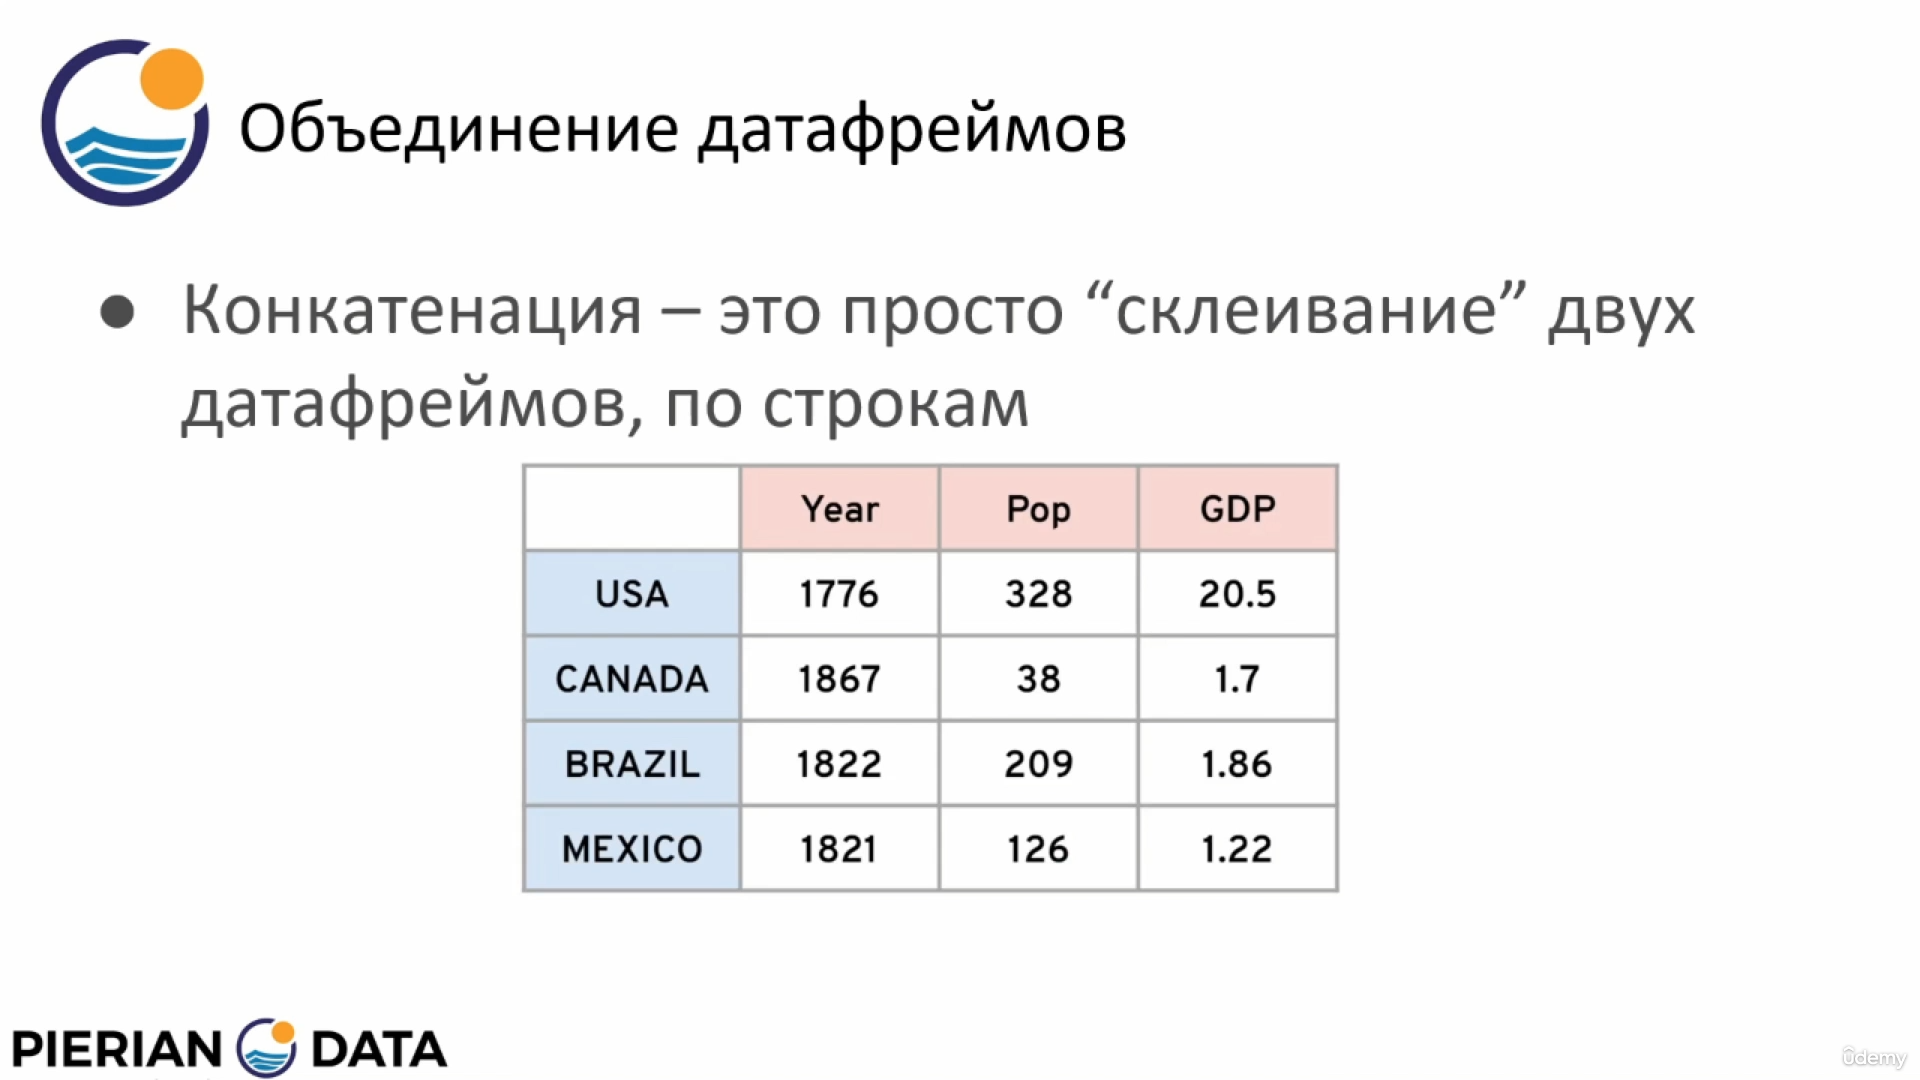 Объединение датафреймов
● Конкатенация – это просто “склеивание” двух
датафреймов, по строкам
Year Pop GDP
USA 1776 328 20.5
CANADA 1867 38 1.7
BRAZIL 1822 209 1.86
MEXICO 1821 126 1.22
PIERIAN DATA
ûdemy